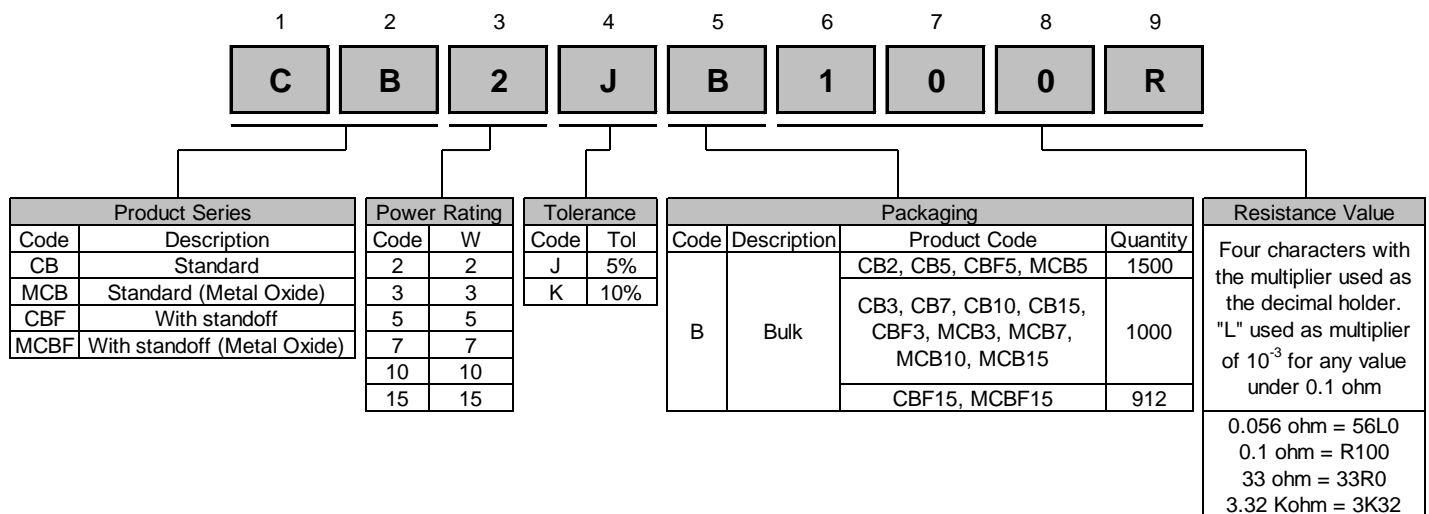 1 2 3 4 5 6 7 8 9
C B 2 J B 1 0 0 R
Product Series
Code Description
CB Standard
MCB Standard (Metal Oxide)
CBF With standoff
MCBF With standoff (Metal Oxide)
Power Rating
Code W
2 2
3 3
5 5
7 7
10 10
15 15
Tolerance
Code Tol
J 5%
K 10%
Packaging
Code Description Product Code Quantity
B Bulk
CB2, CB5, CBF5, MCB5 1500
CB3, CB7, CB10, CB15,
CBF3, MCB3, MCB7,
MCB10, MCB15
1000
CBF15, MCBF15 912
Resistance Value
Four characters with
the multiplier used as
the decimal holder.
"L" used as multiplier
of 10⁻³ for any value
under 0.1 ohm
0.056 ohm = 56L0
0.1 ohm = R100
33 ohm = 33R0
3.32 Kohm = 3K32